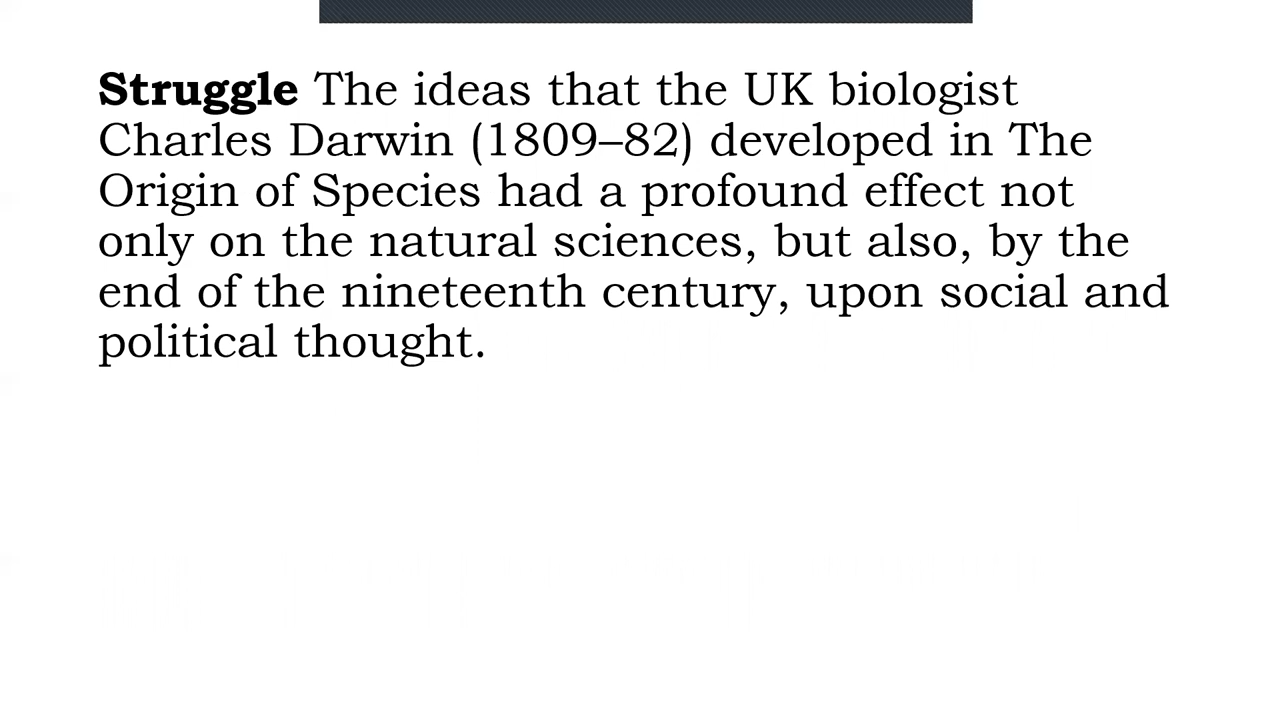 Struggle The ideas that the UK biologist
Charles Darwin (1809–82) developed in The
Origin of Species had a profound effect not
only on the natural sciences, but also, by the
end of the nineteenth century, upon social and
political thought.